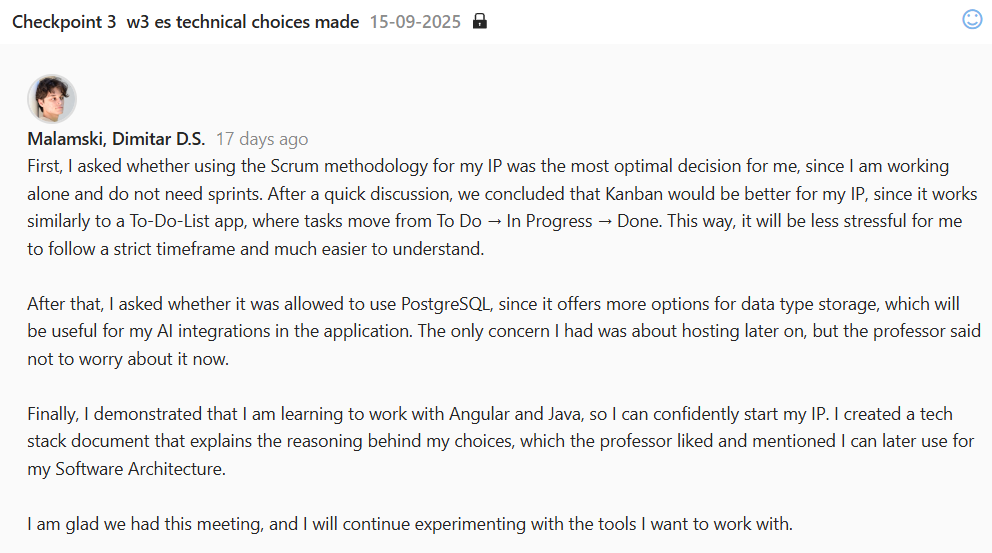 Checkpoint 3 w3 es technical choices made 15-09-2025
Malamski, Dimitar D.S. 17 days ago
First, I asked whether using the Scrum methodology for my IP was the most optimal decision for me, since I am working
alone and do not need sprints. After a quick discussion, we concluded that Kanban would be better for my IP, since it works
similarly to a To-Do-List app, where tasks move from To Do → In Progress → Done. This way, it will be less stressful for me
to follow a strict timeframe and much easier to understand.
After that, I asked whether it was allowed to use PostgreSQL, since it offers more options for data type storage, which will
be useful for my AI integrations in the application. The only concern I had was about hosting later on, but the professor said
not to worry about it now.
Finally, I demonstrated that I am learning to work with Angular and Java, so I can confidently start my IP. I created a tech
stack document that explains the reasoning behind my choices, which the professor liked and mentioned I can later use for
my Software Architecture.
I am glad we had this meeting, and I will continue experimenting with the tools I want to work with.